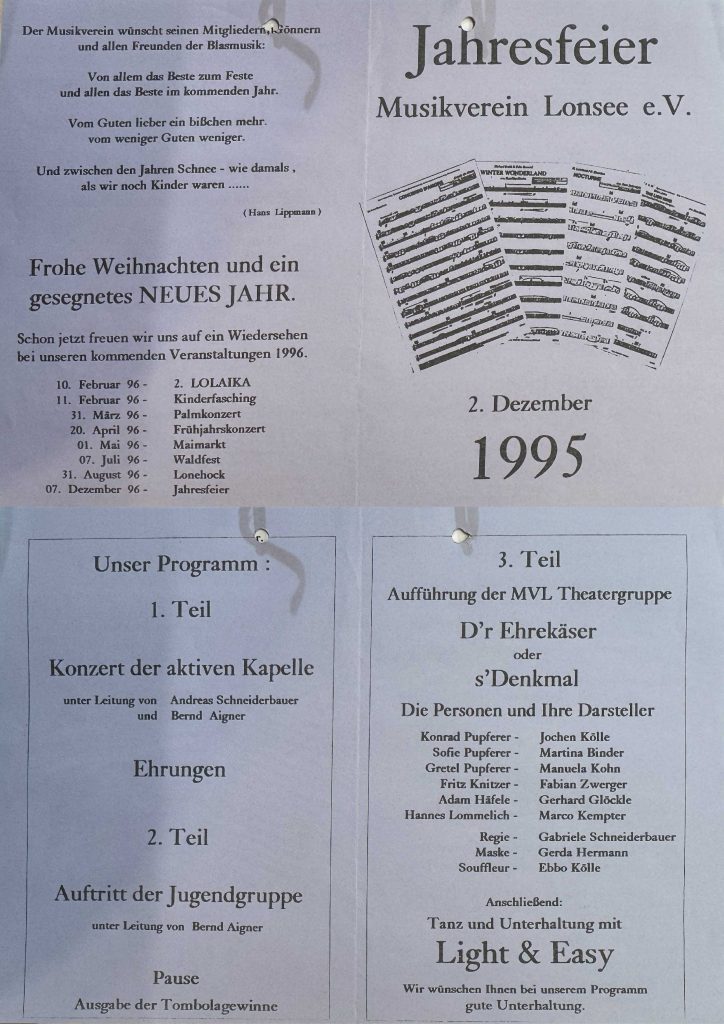 Der Musikverein wünscht seinen Mitgliedern, Gönnern
und allen Freunden der Blasmusik:
Von allem das Beste zum Feste
und allen das Beste im kommenden Jahr.
Vom Guten lieber ein bißchen mehr.
vom weniger Guten weniger.
Und zwischen den Jahren Schnee - wie damals ,
als wir noch Kinder waren ......
( Hans Lippmann )
Frohe Weihnachten und ein
gesegnetes NEUES JAHR.
Schon jetzt freuen wir uns auf ein Wiedersehen
bei unseren kommenden Veranstaltungen 1996.
10. Februar 96 - 2. LOLAIKA
11. Februar 96 - Kinderfasching
31. März 96 - Palmkonzert
20. April 96 - Frühjahrskonzert
01. Mai 96 - Maimarkt
07. Juli 96 - Waldfest
31. August 96 - Lonehock
07. Dezember 96 - Jahresfeier
Jahresfeier
Musikverein Lonsee e.V.
WINTER WONDERLAND
NOCTURNE
2. Dezember
1995
Unser Programm :
1. Teil
Konzert der aktiven Kapelle
unter Leitung von Andreas Schneiderbauer
und Bernd Aigner
Ehrungen
2. Teil
Auftritt der Jugendgruppe
unter Leitung von Bernd Aigner
Pause
Ausgabe der Tombolagewinne
3. Teil
Aufführung der MVL Theatergruppe
D'r Ehrekäser
oder
s'Denkmal
Die Personen und Ihre Darsteller
Konrad Pupferer - Jochen Kölle
Sofie Pupferer - Martina Binder
Gretel Pupferer - Manuela Kohn
Fritz Knitzer - Fabian Zwerger
Adam Häfele - Gerhard Glöckle
Hannes Lommelich - Marco Kempter
Regie - Gabriele Schneiderbauer
Maske - Gerda Hermann
Souffleur - Ebbo Kölle
Anschließend:
Tanz und Unterhaltung mit
Light & Easy
Wir wünschen Ihnen bei unserem Programm
gute Unterhaltung.